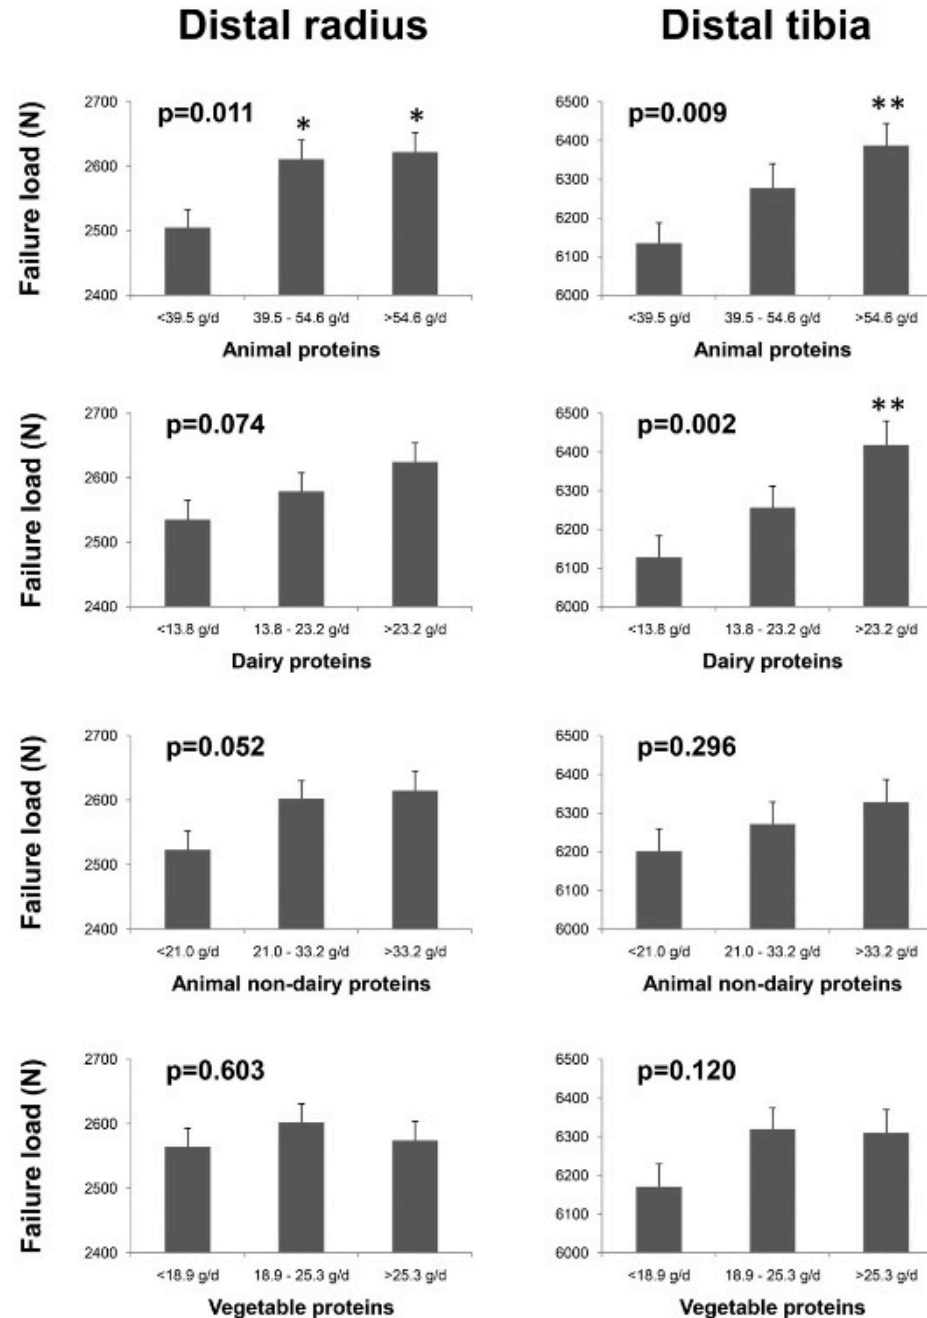 Distal radius
Distal tibia
Failure load (N)
2700
2600
2500
2400
p=0.011
*
*
<39.5 g/d 39.5 - 54.6 g/d >54.6 g/d
Animal proteins
6500
6400
6300
6200
6100
6000
p=0.009
**
<39.5 g/d 39.5 - 54.6 g/d >54.6 g/d
Animal proteins
Failure load (N)
2700
2600
2500
2400
p=0.074
<13.8 g/d 13.8 - 23.2 g/d >23.2 g/d
Dairy proteins
6500
6400
6300
6200
6100
6000
p=0.002
**
<13.8 g/d 13.8 - 23.2 g/d >23.2 g/d
Dairy proteins
Failure load (N)
2700
2600
2500
2400
p=0.052
<21.0 g/d 21.0 - 33.2 g/d >33.2 g/d
Animal non-dairy proteins
6500
6400
6300
6200
6100
6000
p=0.296
<21.0 g/d 21.0 - 33.2 g/d >33.2 g/d
Animal non-dairy proteins
Failure load (N)
2700
2600
2500
2400
p=0.603
<18.9 g/d 18.9 - 25.3 g/d >25.3 g/d
Vegetable proteins
6500
6400
6300
6200
6100
6000
p=0.120
<18.9 g/d 18.9 - 25.3 g/d >25.3 g/d
Vegetable proteins